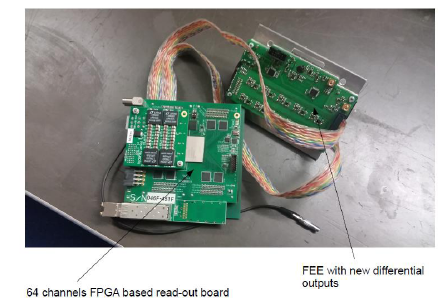 64 channels FPGA based read-out board
FEE with new differential
outputs